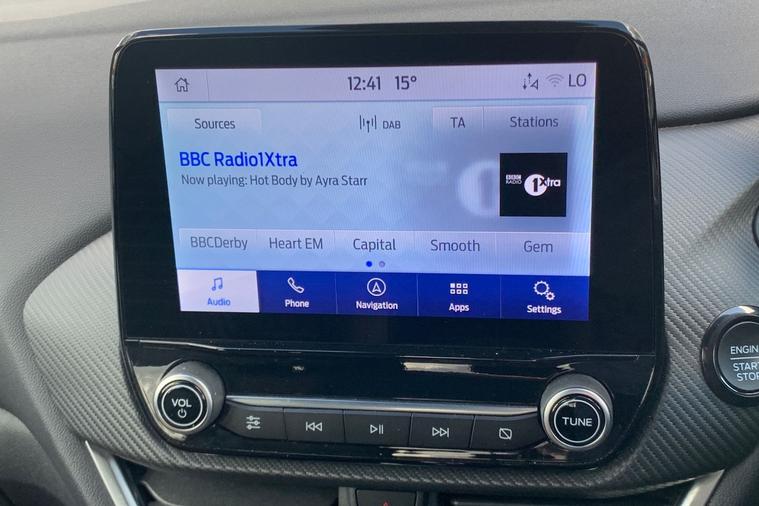 12:41 15° LO
Sources DAB TA Stations
BBC Radio1Xtra
Now playing: Hot Body by Ayra Starr
BBC RADIO 1Xtra
BBCDerby Heart EM Capital Smooth Gem
Audio Phone Navigation Apps Settings
VOL TUNE
ENGINE
START
STOP